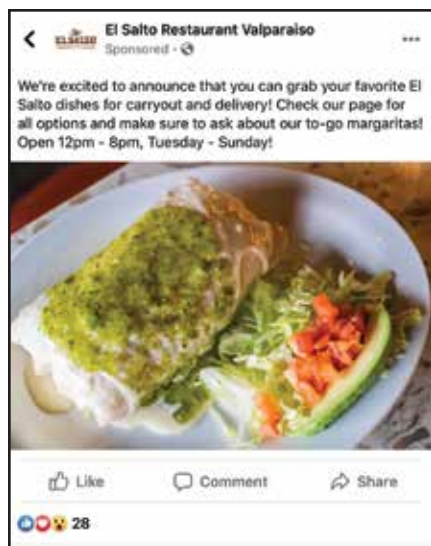 El Salto Restaurant Valparaiso
EL SALTO
Sponsored ·
We're excited to announce that you can grab your favorite El
Salto dishes for carryout and delivery! Check our page for
all options and make sure to ask about our to-go margaritas!
Open 12pm - 8pm, Tuesday - Sunday!
Like Comment Share
28